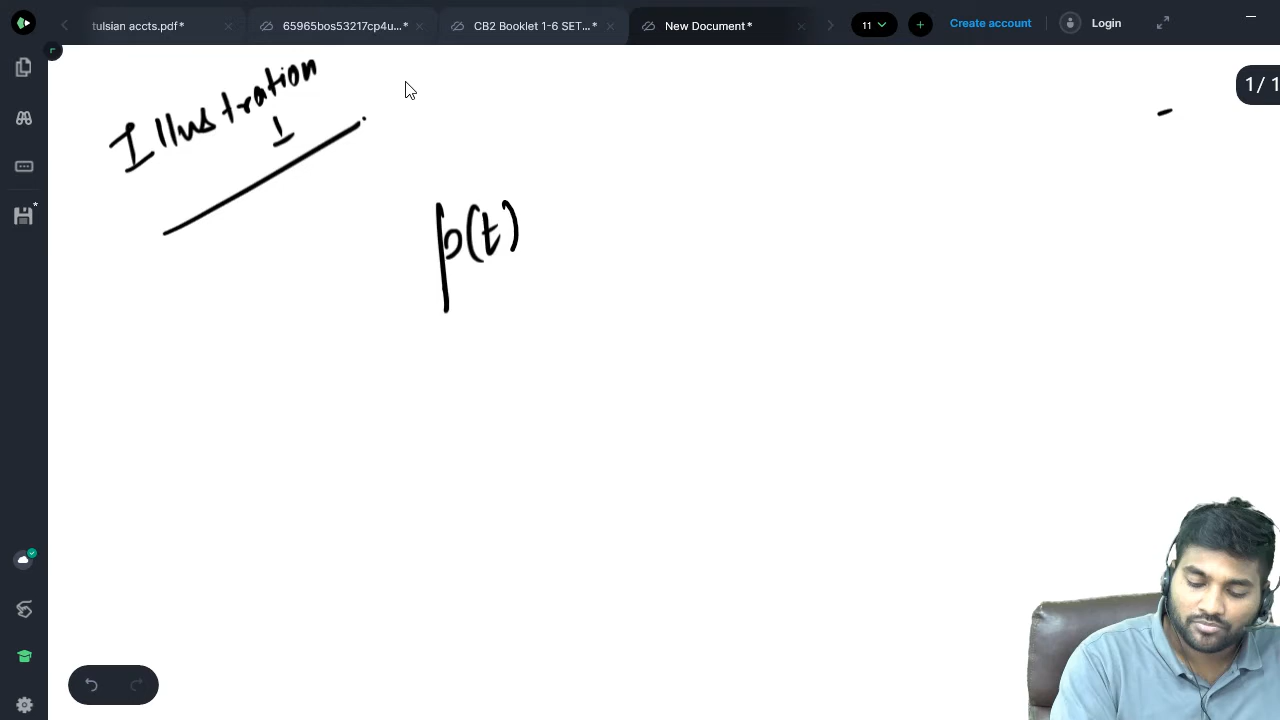 tulsian accts.pdf*
65965bos53217cp4u...*
CB2 Booklet 1-6 SET...*
New Document*
11
Create account
Login
1/1
Illustration
1
p(t)